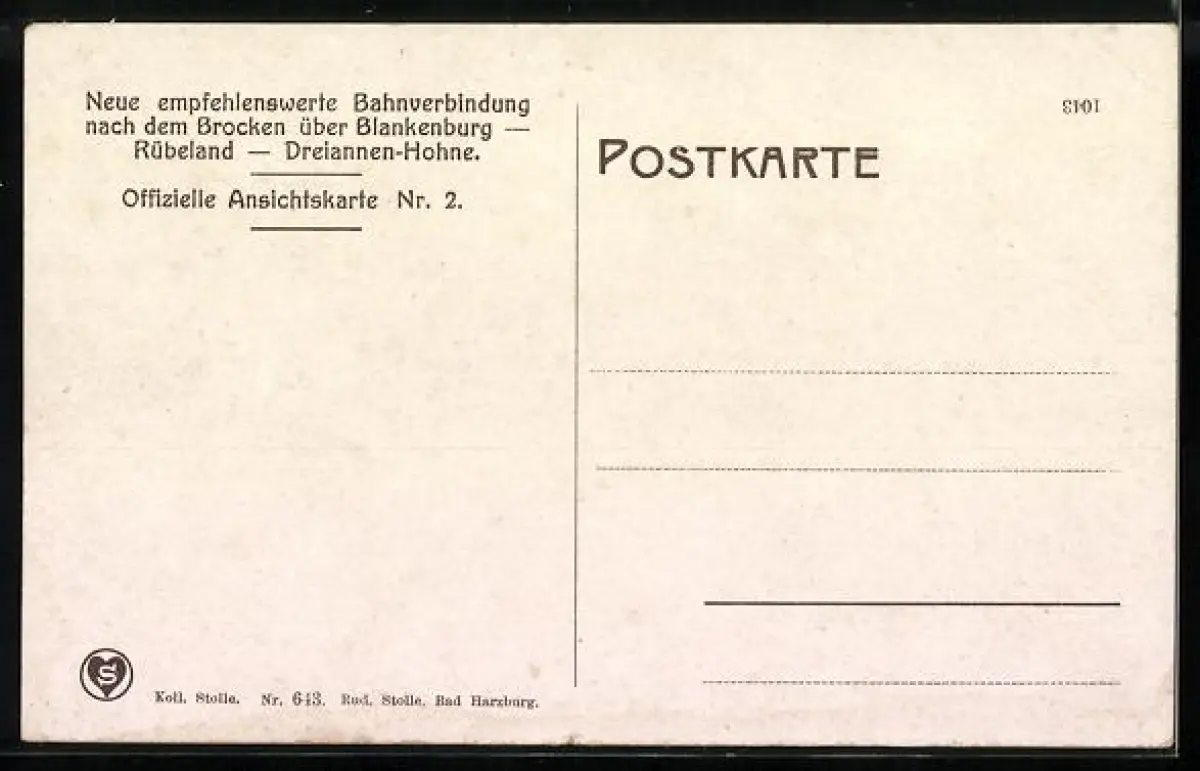 Neue empfehlenswerte Bahnverbindung
nach dem Brocken über Blankenburg —
Rübeland — Dreiannen-Hohne.
Offizielle Ansichtskarte Nr. 2.
POSTKARTE
S
Koll. Stolle. Nr. 643. Rud. Stolle, Bad Harzburg.